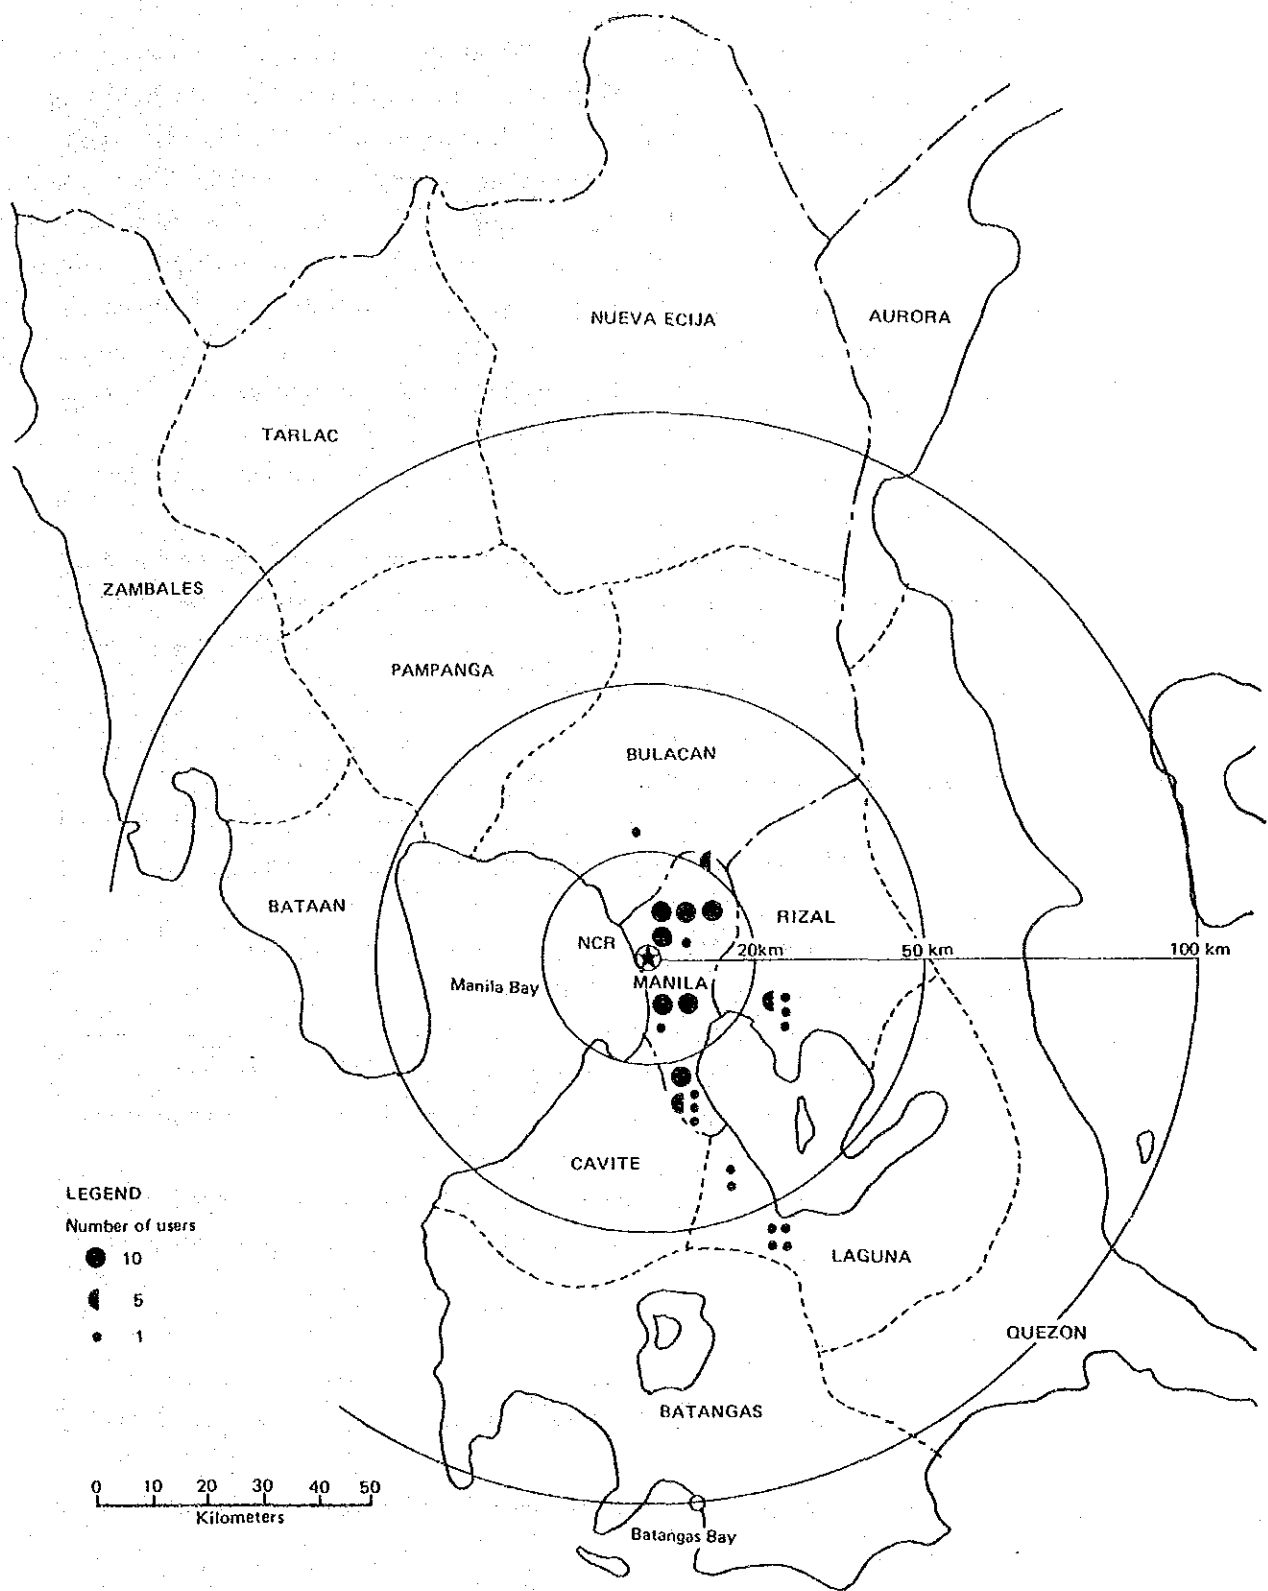 NUEVA ECIJA
AURORA
TARLAC
ZAMBALES
PAMPANGA
BULACAN
BATAAN
RIZAL
NCR
20km
50 km
100 km
MANILA
Manila Bay
CAVITE
LEGEND
Number of users
10
5
1
LAGUNA
QUEZON
BATANGAS
0 10 20 30 40 50
Kilometers
Batangas Bay